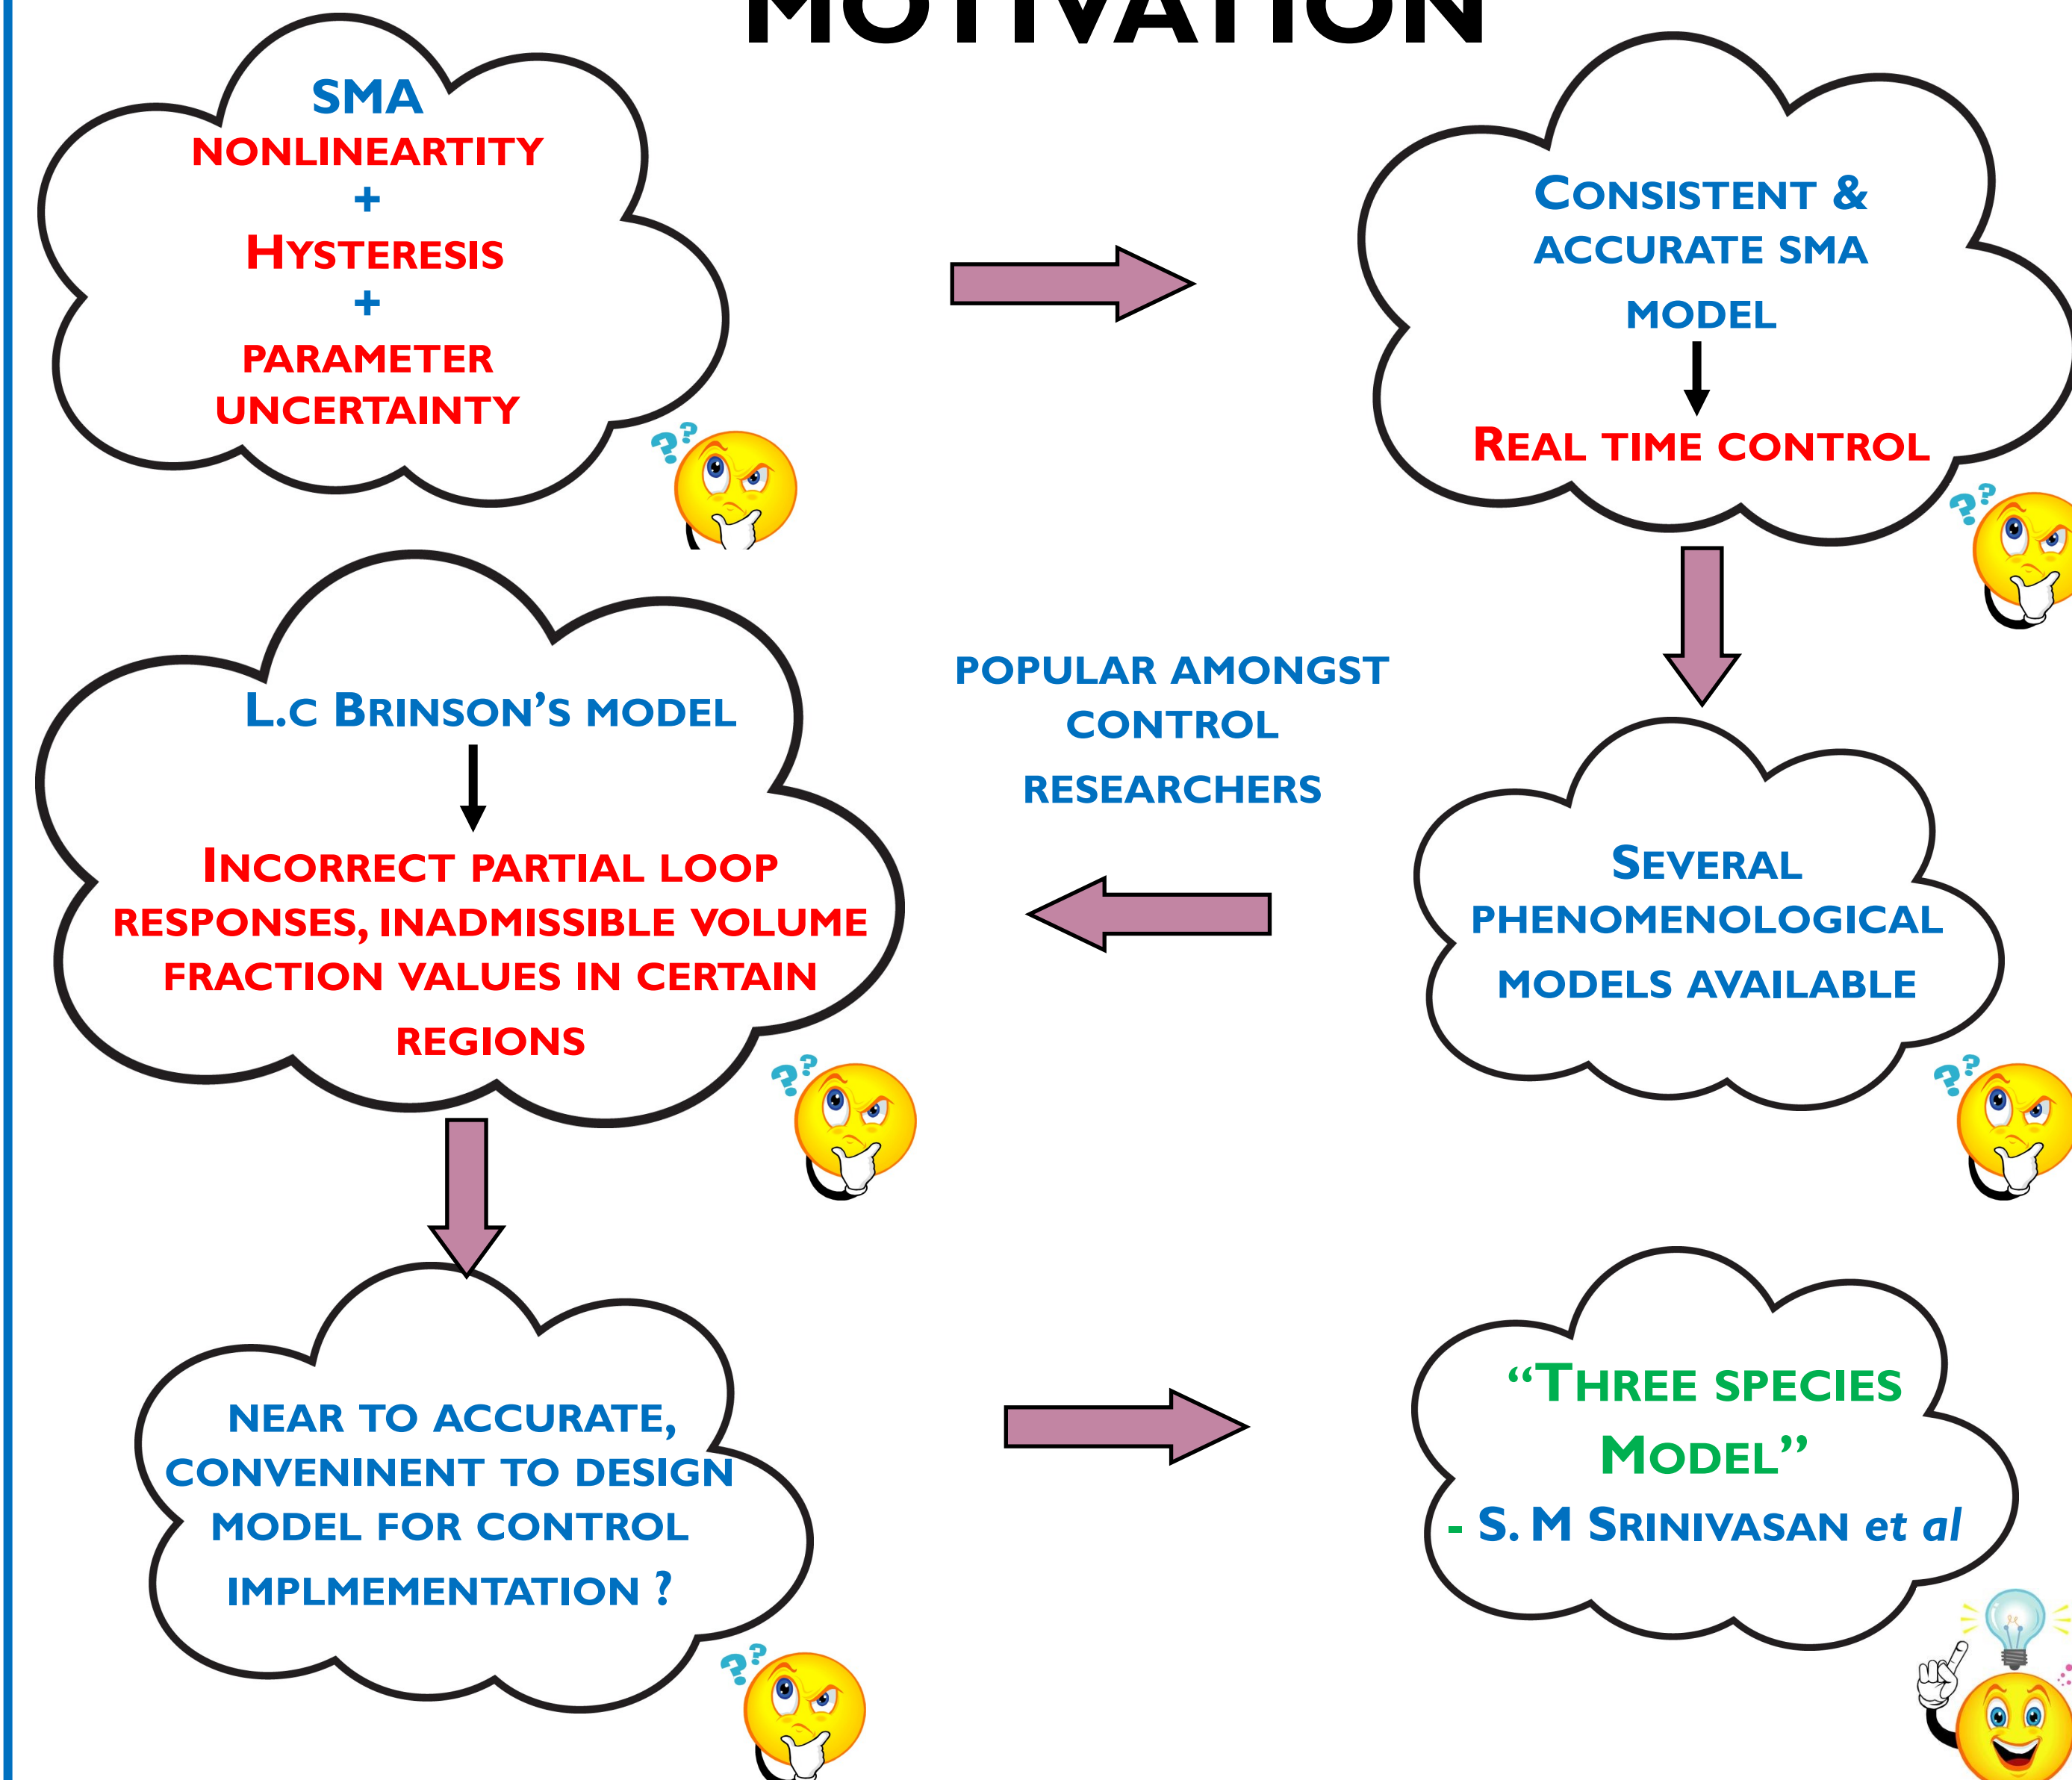 MOTIVATION
SMA
NONLINEARTITY
+
HYSTERESIS
+
PARAMETER
UNCERTAINTY
??
CONSISTENT &
ACCURATE SMA
MODEL
REAL TIME CONTROL
??
SEVERAL
PHENOMENOLOGICAL
MODELS AVAILABLE
??
POPULAR AMONGST
CONTROL
RESEARCHERS
L.C BRINSON’S MODEL
INCORRECT PARTIAL LOOP
RESPONSES, INADMISSIBLE VOLUME
FRACTION VALUES IN CERTAIN
REGIONS
??
NEAR TO ACCURATE,
CONVENINENT TO DESIGN
MODEL FOR CONTROL
IMPLMEMENTATION ?
??
“THREE SPECIES
MODEL”
- S. M SRINIVASAN et al